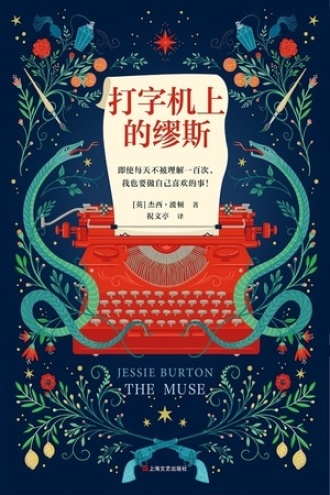 打字机上
的缪斯
即使每天不被理解一百次，
我也要做自己喜欢的事！
[英] 杰西·波顿 著
祝文亭 译
JESSIE BURTON
THE MUSE
上海文艺出版社